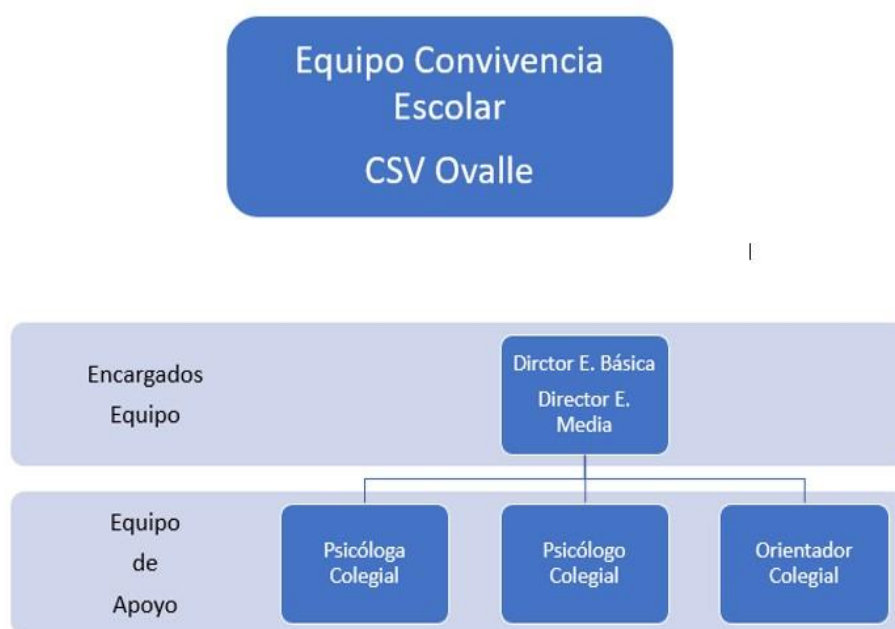 Equipo Convivencia
Escolar
CSV Ovalle
Encargados
Equipo
Dirctor E. Básica
Director E.
Media
Equipo
de
Apoyo
Psicóloga
Colegial
Psicólogo
Colegial
Orientador
Colegial